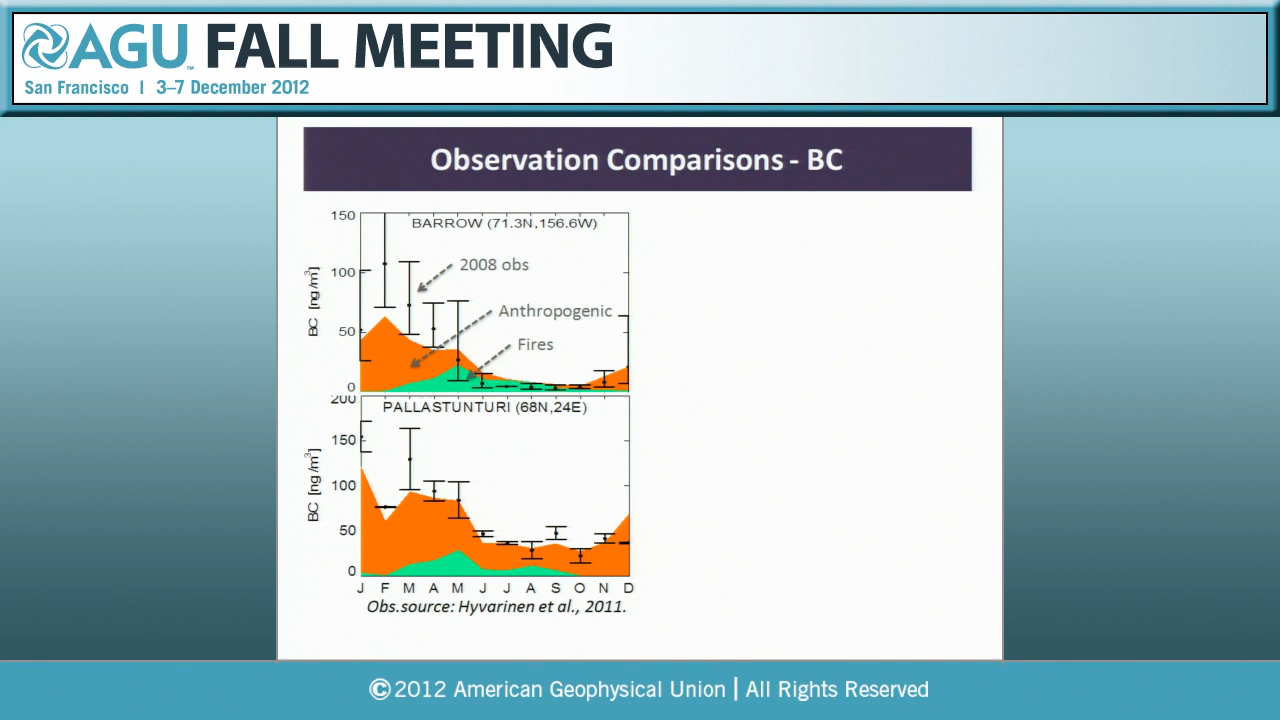 AGU FALL MEETING
™
San Francisco | 3–7 December 2012
Observation Comparisons - BC
150
BARROW (71.3N,156.6W)
2008 obs
100
BC [ng/m³]
Anthropogenic
50
Fires
0
200
PALLASTUNTURI (68N,24E)
150
BC [ng/m³]
100
50
0
J F M A M J J A S O N D
Obs.source: Hyvarinen et al., 2011.
©2012 American Geophysical Union | All Rights Reserved